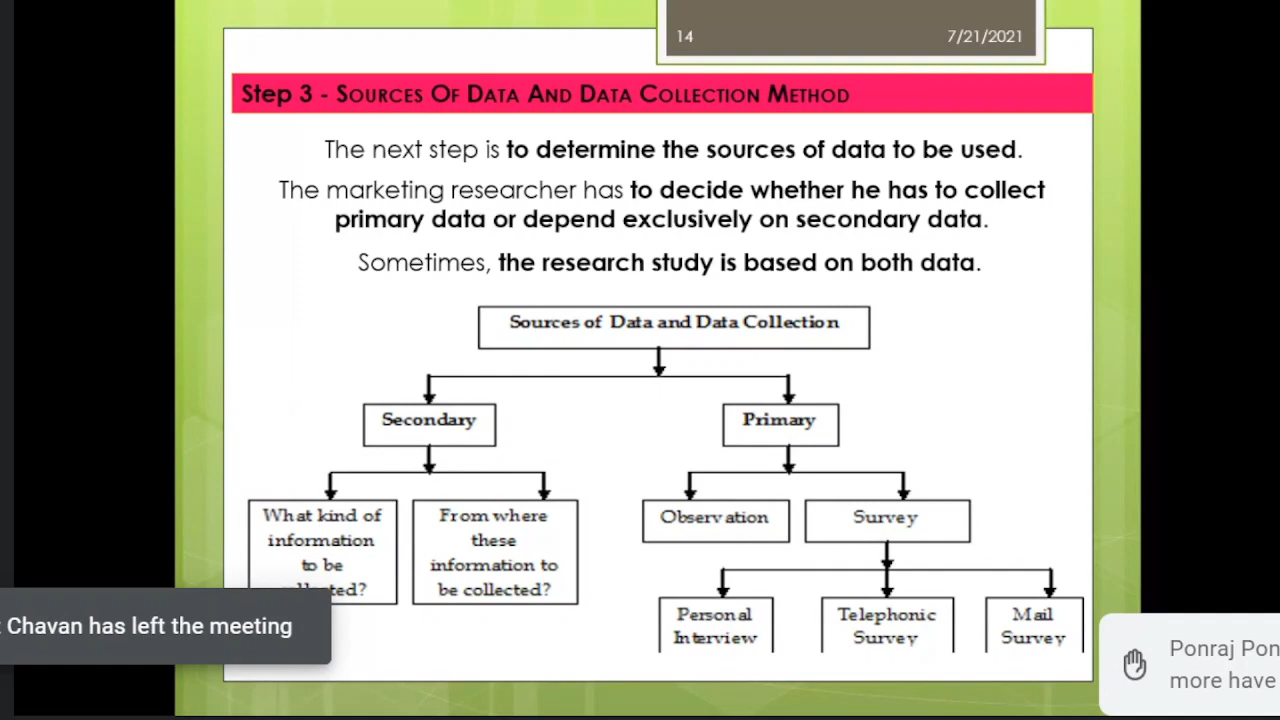 14 7/21/2021
Step 3 - Sources Of Data And Data Collection Method
The next step is to determine the sources of data to be used.
The marketing researcher has to decide whether he has to collect
primary data or depend exclusively on secondary data.
Sometimes, the research study is based on both data.
Sources of Data and Data Collection
Secondary
Primary
What kind of
information
to be
From where
these
information to
be collected?
Observation
Survey
Personal
Interview
Telephonic
Survey
Mail
Survey
Chavan has left the meeting
Ponraj Pon
more have